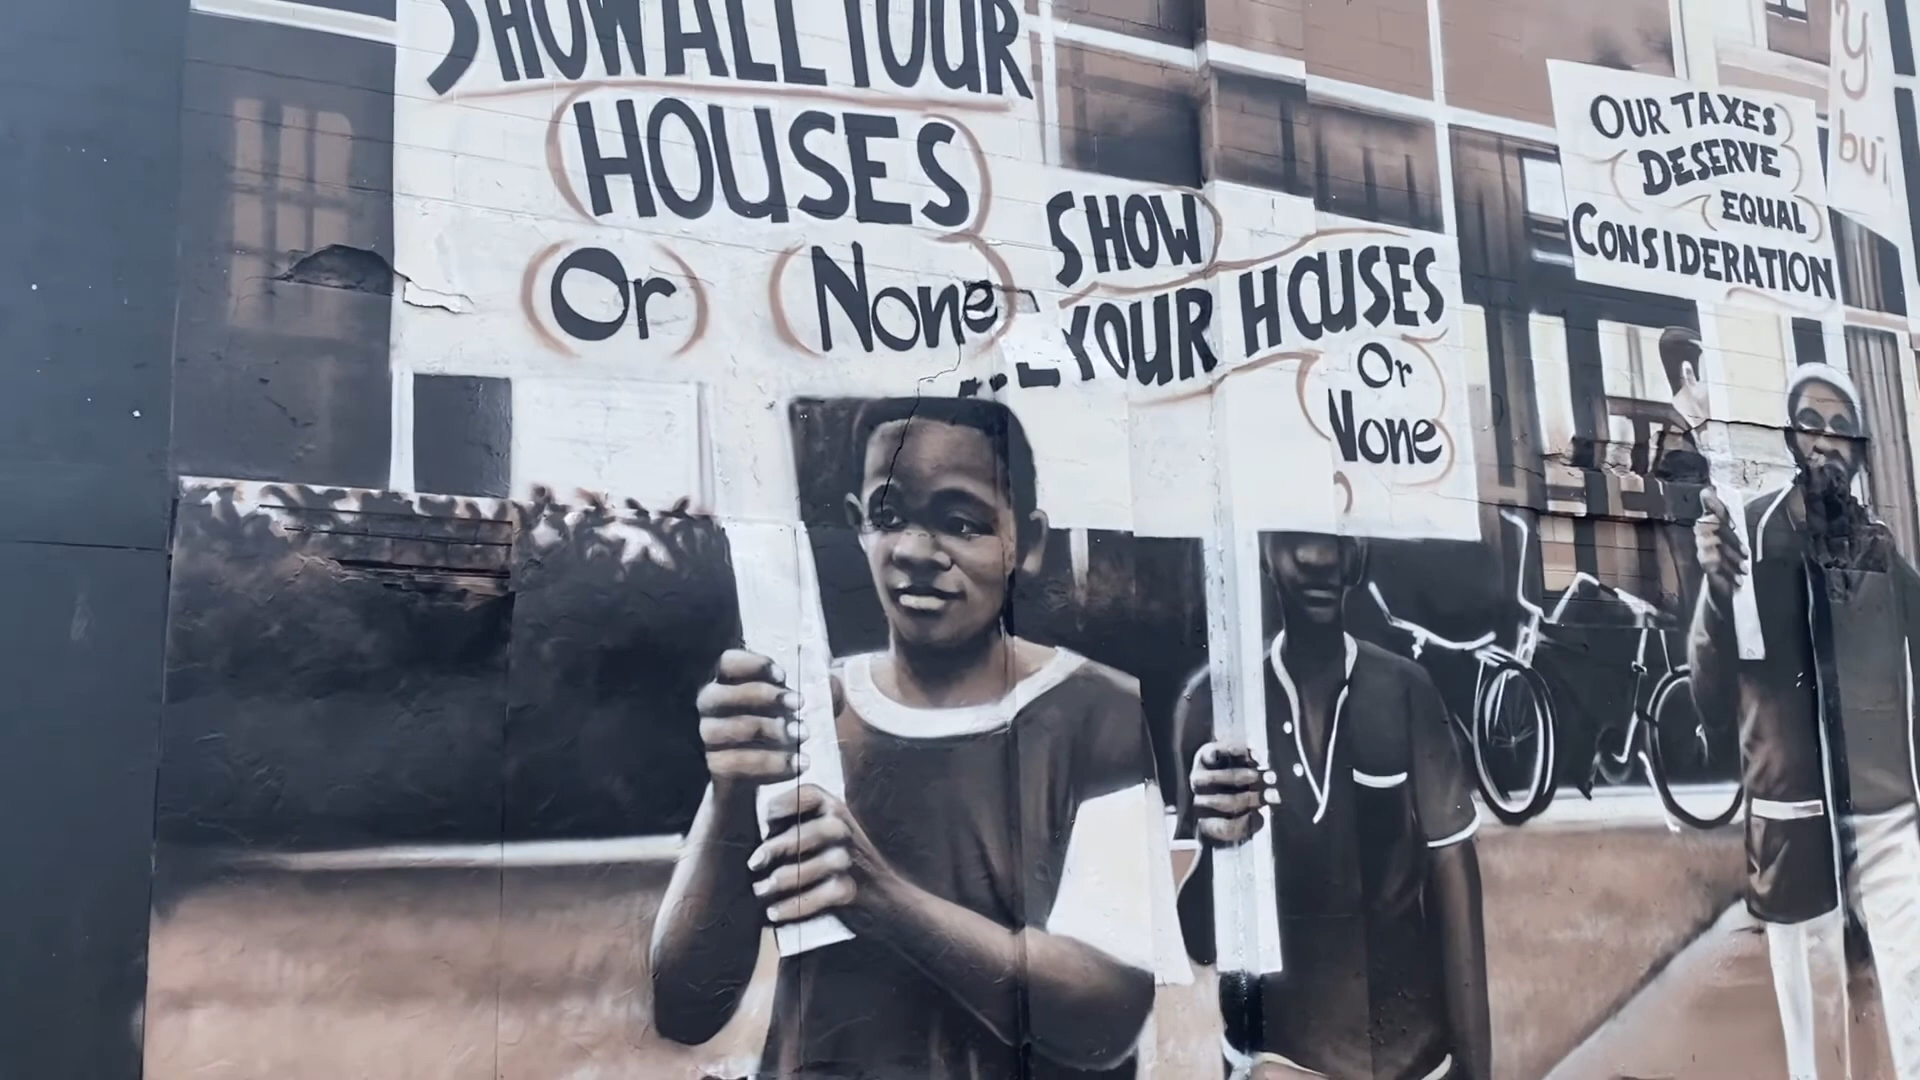 SHOW ALL YOUR
HOUSES
Or None
SHOW
YOUR HOUSES
Or
None
OUR TAXES
DESERVE
EQUAL
CONSIDERATION